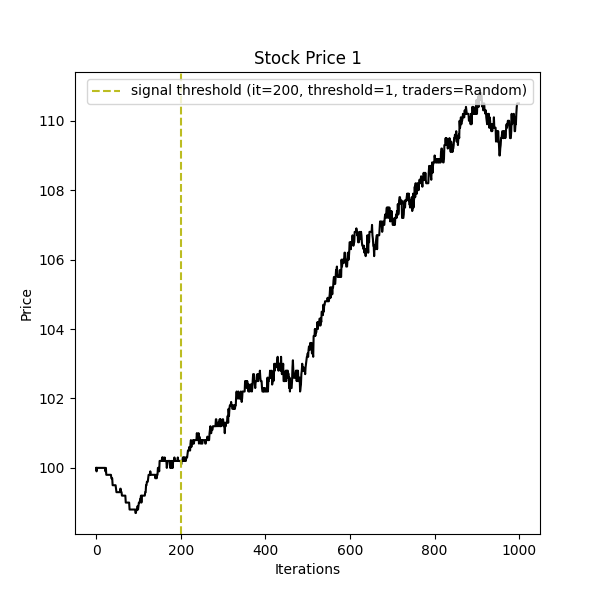 Stock Price 1
signal threshold (it=200, threshold=1, traders=Random)
110
108
106
104
102
100
Price
0 200 400 600 800 1000
Iterations